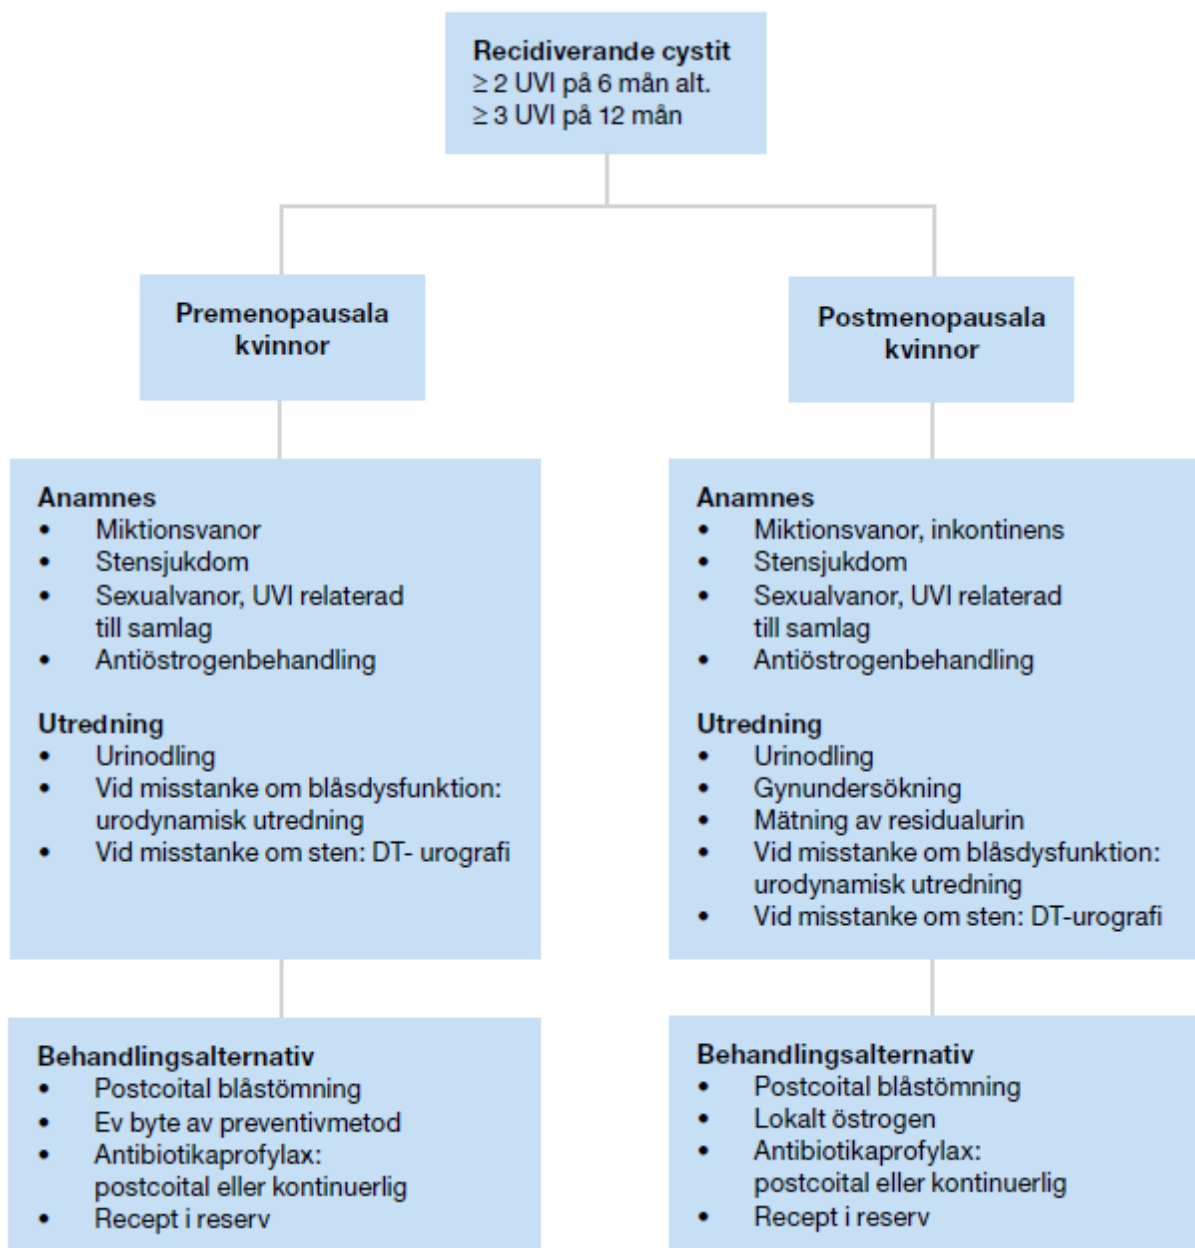 Recidiverande cystit
≥ 2 UVI på 6 mån alt.
≥ 3 UVI på 12 mån
Premenopausala
kvinnor
Postmenopausala
kvinnor
Anamnes
• Miktionsvanor
• Stensjukdom
• Sexualvanor, UVI relaterad
till samlag
• Antiöstrogenbehandling
Utredning
• Urinodling
• Vid misstanke om blåsdysfunktion:
urodynamisk utredning
• Vid misstanke om sten: DT- urografi
Anamnes
• Miktionsvanor, inkontinens
• Stensjukdom
• Sexualvanor, UVI relaterad
till samlag
• Antiöstrogenbehandling
Utredning
• Urinodling
• Gynundersökning
• Mätning av residualurin
• Vid misstanke om blåsdysfunktion:
urodynamisk utredning
• Vid misstanke om sten: DT-urografi
Behandlingsalternativ
• Postcoital blåstömning
• Ev byte av preventivmetod
• Antibiotikaprofylax:
postcoital eller kontinuerlig
• Recept i reserv
Behandlingsalternativ
• Postcoital blåstömning
• Lokalt östrogen
• Antibiotikaprofylax:
postcoital eller kontinuerlig
• Recept i reserv